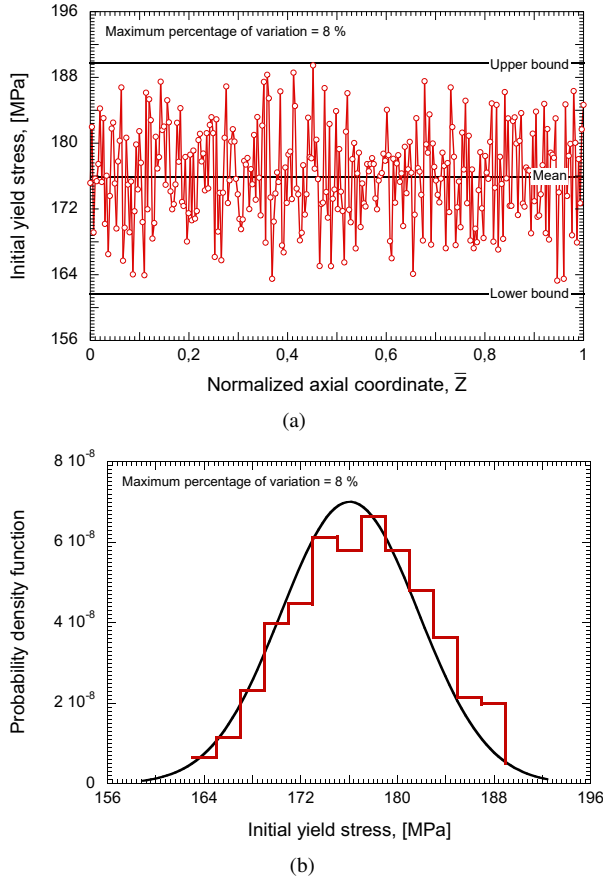 196
Maximum percentage of variation = 8 %
Upper bound
188
Initial yield stress, [MPa]
180
Mean
172
164
Lower bound
156
0 0,2 0,4 0,6 0,8 1
Normalized axial coordinate, Z̅
(a)
8 10⁻⁸
Maximum percentage of variation = 8 %
6 10⁻⁸
Probability density function
4 10⁻⁸
2 10⁻⁸
0
156 164 172 180 188 196
Initial yield stress, [MPa]
(b)